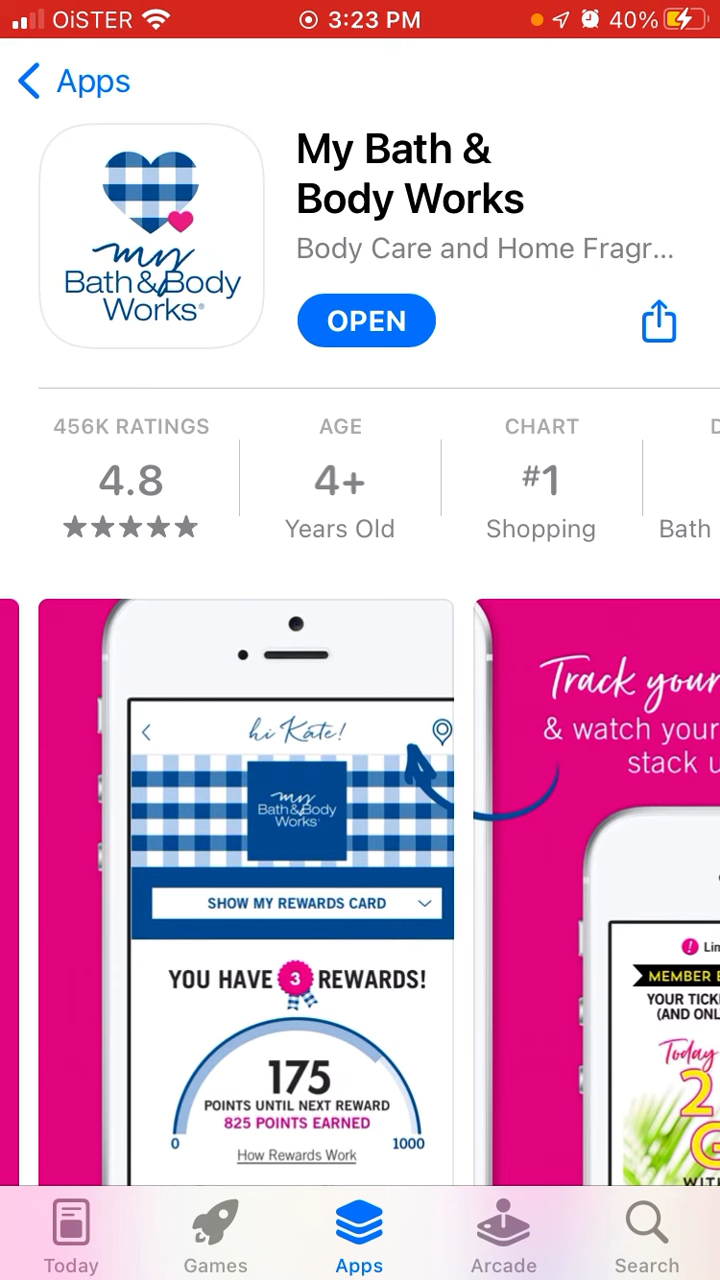 OiSTER 3:23 PM 40%
Apps
my
Bath & Body
Works®
My Bath &
Body Works
Body Care and Home Fragr...
OPEN
456K RATINGS
4.8
AGE
4+
Years Old
CHART
#1
Shopping
D
Bath
hi Kate!
my
Bath & Body
Works
SHOW MY REWARDS CARD
YOU HAVE 3 REWARDS!
175
POINTS UNTIL NEXT REWARD
825 POINTS EARNED
0 1000
How Rewards Work
Track your
& watch your
stack u
! Lim
MEMBER E
YOUR TICK
(AND ONL
Today
2
G
WITH
Today Games Apps Arcade Search